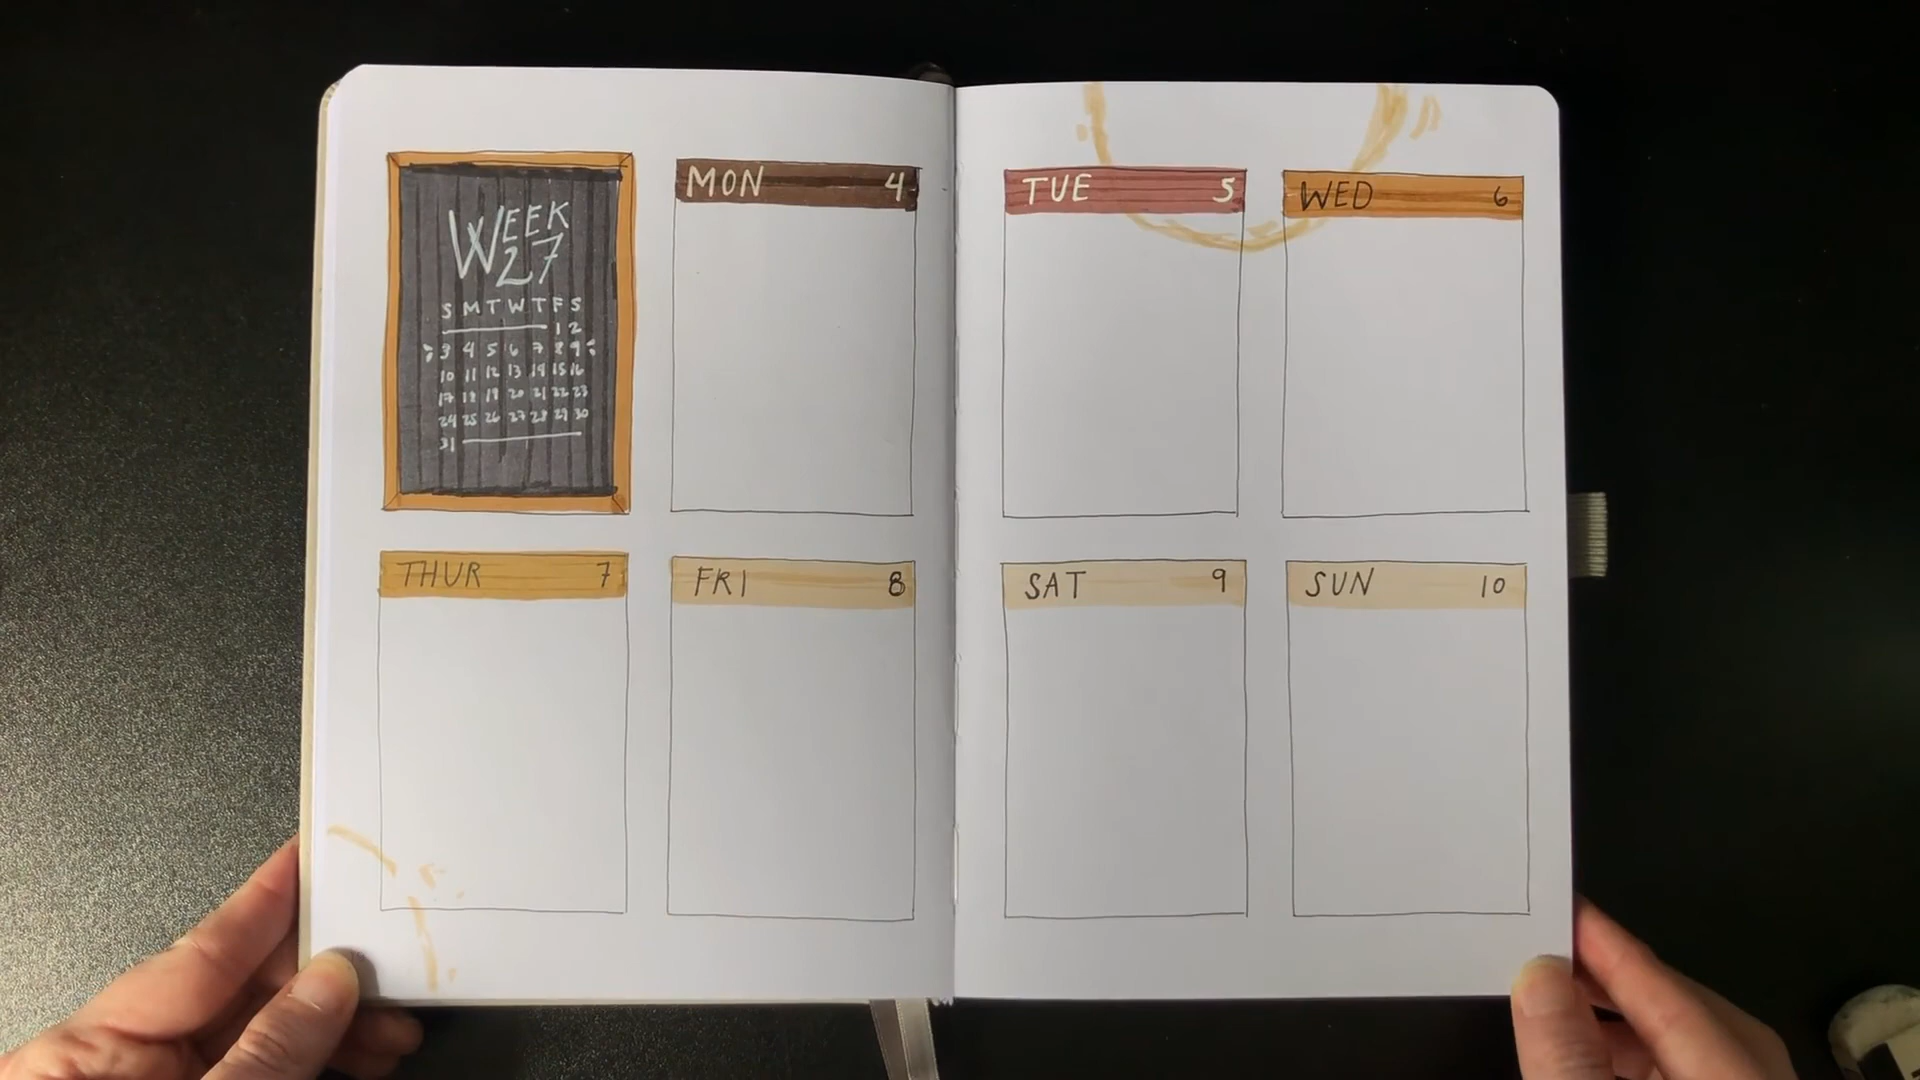 WEEK
27
S M T W T F S
1 2
3 4 5 6 7 8 9
10 11 12 13 14 15 16
17 18 19 20 21 22 23
24 25 26 27 28 29 30
31
MON 4
TUE 5
WED 6
THUR 7
FRI 8
SAT 9
SUN 10